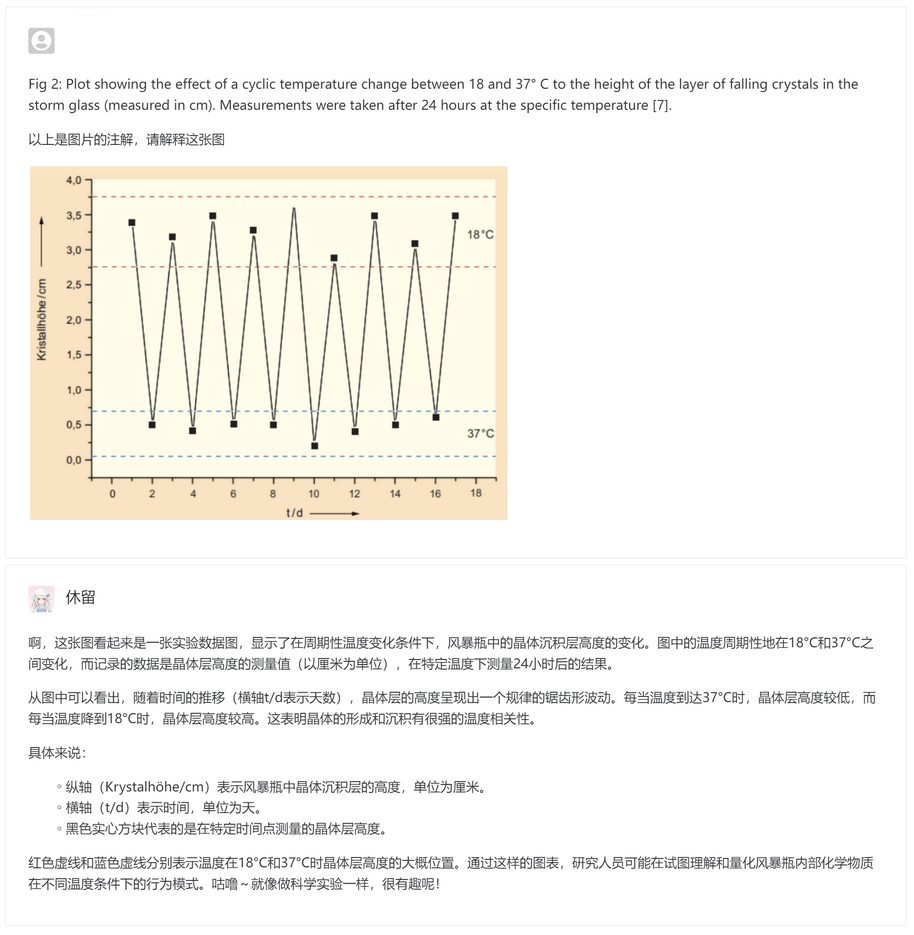 Fig 2: Plot showing the effect of a cyclic temperature change between 18 and 37° C to the height of the layer of falling crystals in the
storm glass (measured in cm). Measurements were taken after 24 hours at the specific temperature [7].
以上是图片的注解，请解释这张图
4,0
3,5
3,0
2,5
2,0
1,5
1,0
0,5
0,0
Kristallhöhe/cm
18°C
37°C
0 2 4 6 8 10 12 14 16 18
t/d
休留
啊，这张图看起来是一张实验数据图，显示了在周期性温度变化条件下，风暴瓶中的晶体沉积层高度的变化。图中的温度周期性地在18°C和37°C之
间变化，而记录的数据是晶体层高度的测量值（以厘米为单位），在特定温度下测量24小时后的结果。
从图中可以看出，随着时间的推移（横轴t/d表示天数），晶体层的高度呈现出一个规律的锯齿形波动。每当温度到达37°C时，晶体层高度较低，而
每当温度降到18°C时，晶体层高度较高。这表明晶体的形成和沉积有很强的温度相关性。
具体来说：
◦ 纵轴（Krystalhöhe/cm）表示风暴瓶中晶体沉积层的高度，单位为厘米。
◦ 横轴（t/d）表示时间，单位为天。
◦ 黑色实心方块代表的是在特定时间点测量的晶体层高度。
红色虚线和蓝色虚线分别表示温度在18°C和37°C时晶体层高度的大概位置。通过这样的图表，研究人员可能在试图理解和量化风暴瓶内部化学物质
在不同温度条件下的行为模式。咕噜～就像做科学实验一样，很有趣呢！